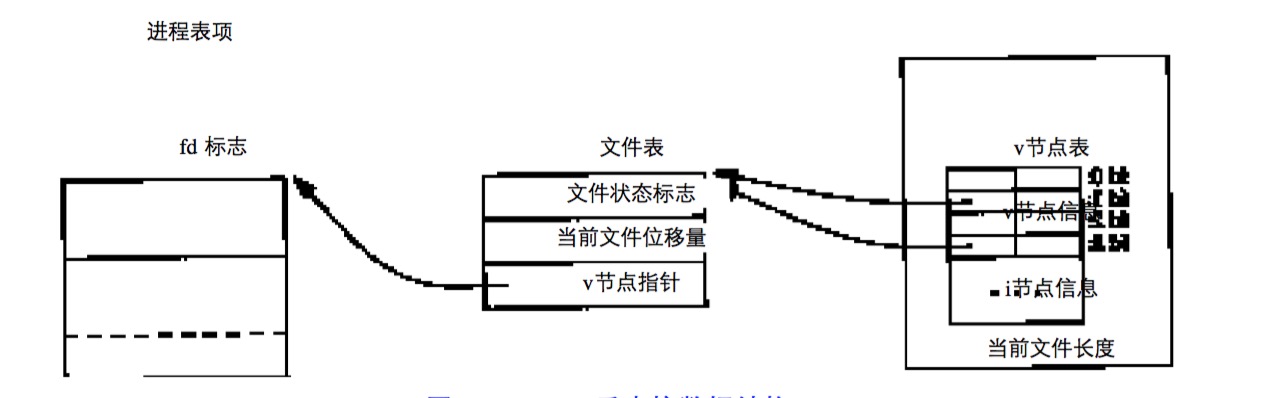 进程表项
fd 标志
文件表
v节点表
文件状态标志
v节点信息
当前文件位移量
v节点指针
i节点信息
当前文件长度